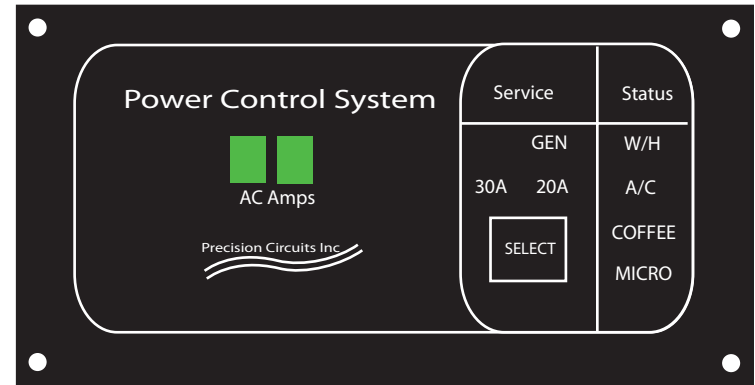 Power Control System
AC Amps
Precision Circuits Inc
Service
Status
GEN
W/H
30A 20A
A/C
SELECT
COFFEE
MICRO